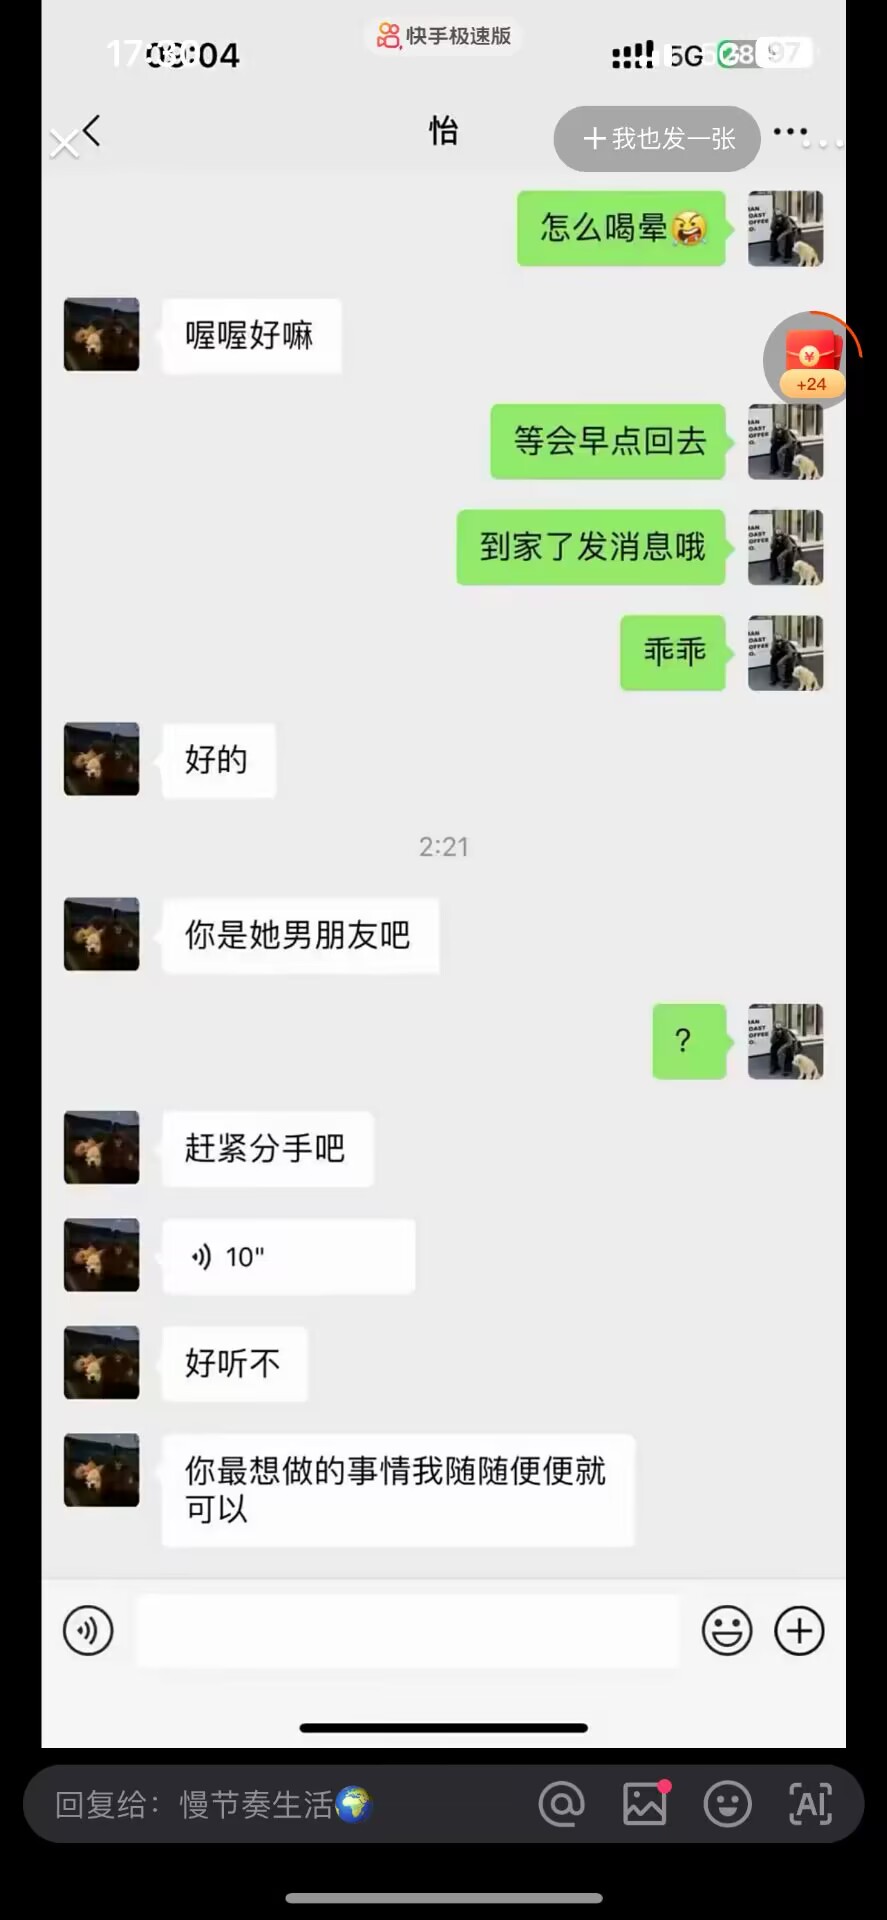 快手极速版
:04
5G
97
怡
十我也发一张
怎么喝晕
喔喔好嘛
+24
等会早点回去
到家了发消息哦
乖乖
好的
2:21
你是她男朋友吧
?
赶紧分手吧
10"
好听不
你最想做的事情我随随便便就
可以
回复给：慢节奏生活
AI